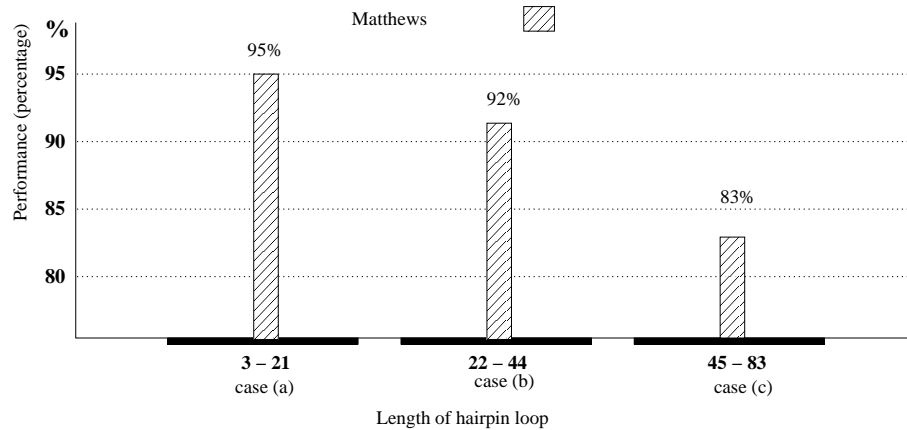 Matthews
%
Performance (percentage)
95%
95
92%
90
85
83%
80
3 – 21
22 – 44
45 – 83
case (a)
case (b)
case (c)
Length of hairpin loop